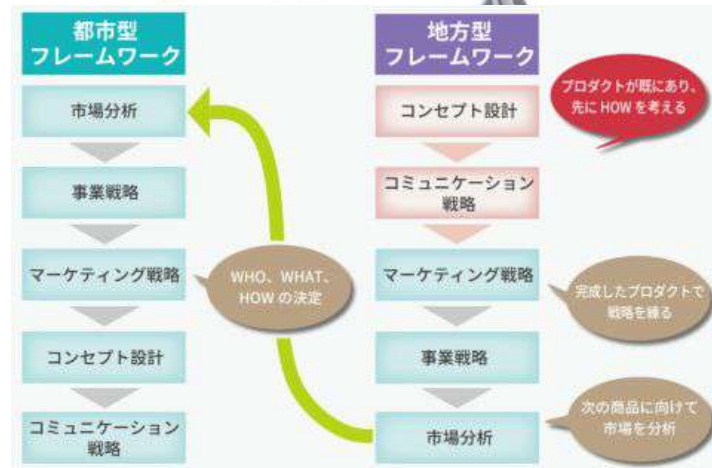 都市型
フレームワーク
市場分析
事業戦略
マーケティング戦略
コンセプト設計
コミュニケーション
戦略
WHO、WHAT、
HOW の決定
地方型
フレームワーク
コンセプト設計
コミュニケーション
戦略
マーケティング戦略
事業戦略
市場分析
プロダクトが既にあり、
先に HOW を考える
完成したプロダクトで
戦略を練る
次の商品に向けて
市場を分析